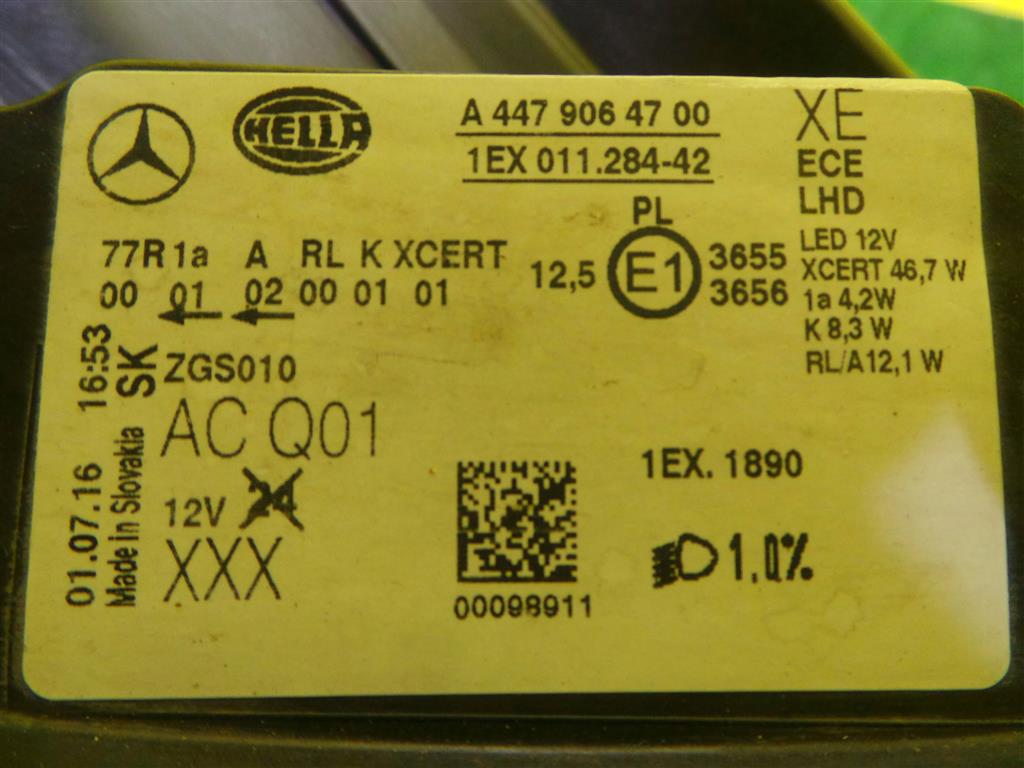 HELLA
A 447 906 47 00
1EX 011.284-42
XE
ECE
LHD
77R 1a A RL K XCERT
00 01 02 00 01 01
PL
12,5 E1 3655
3656
LED 12V
XCERT 46,7 W
1a 4,2W
K 8,3 W
RL/A12,1 W
01.07.16 16:53
Made in Slovakia SK
ZGS010
AC Q01
12V 24
XXX
00098911
1EX. 1890
1.0%